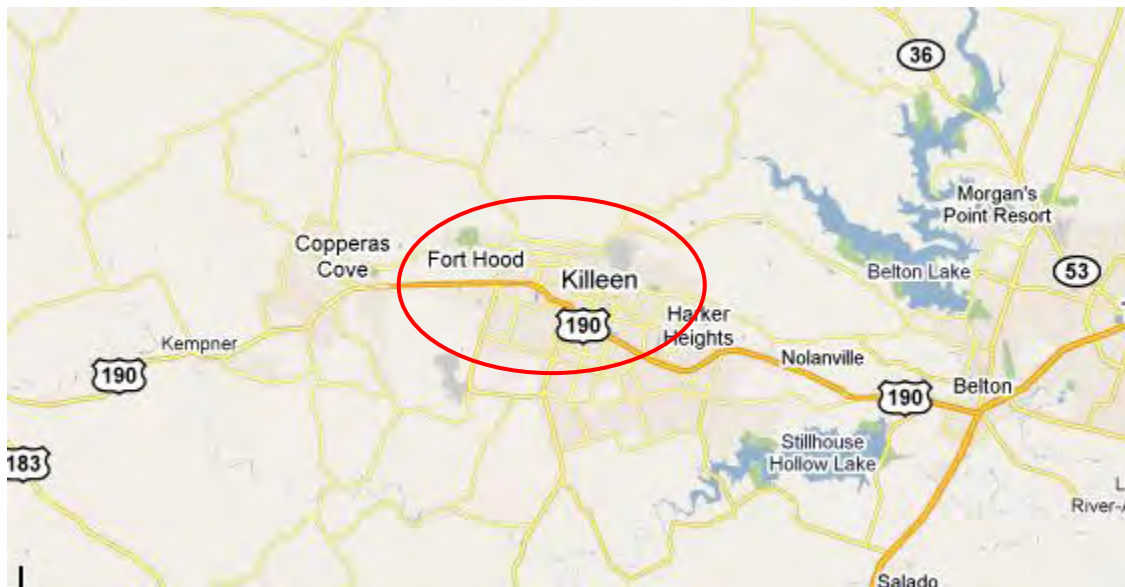 36
Morgan's
Point Resort
Copperas
Cove
Fort Hood
Killeen
Belton Lake
53
190
Harker
Heights
Kempner
Nolanville
190
Belton
190
Stillhouse
Hollow Lake
183
River-A
Salado